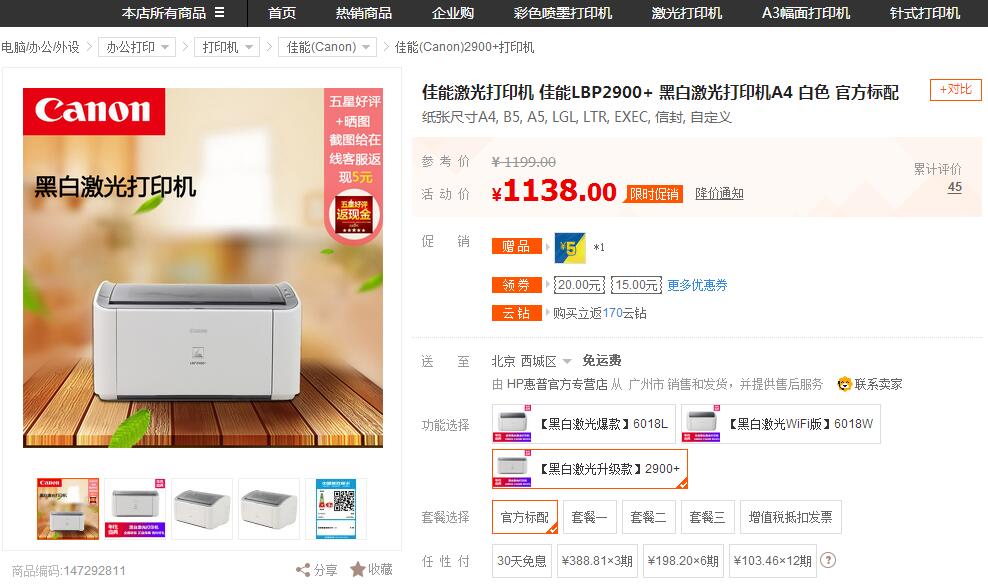 本店所有商品 首页 热销商品 企业购 彩色喷墨打印机 激光打印机 A3幅面打印机 针式打印机
电脑/办公/外设 办公打印 打印机 佳能(Canon) 佳能(Canon)2900+打印机
Canon
黑白激光打印机
五星好评
+晒图
截图给在
线客服返
现5元
五星好评
返现金
商品编码:147292811
分享 收藏
佳能激光打印机 佳能LBP2900+ 黑白激光打印机A4 白色 官方标配
+对比
纸张尺寸A4, B5, A5, LGL, LTR, EXEC, 信封, 自定义
参考价 ¥ 1199.00
活动价 ¥1138.00 限时促销 降价通知
累计评价
45
促销 赠品 ¥5 *1
领券 20.00元 15.00元 更多优惠券
云钻 购买立返170云钻
送至 北京 西城区 免运费
由 HP惠普官方专营店 从 广州市 销售和发货，并提供售后服务 联系卖家
功能选择 【黑白激光爆款】6018L 【黑白激光WiFi版】6018W
【黑白激光升级款】2900+
套餐选择 官方标配 套餐一 套餐二 套餐三 增值税抵扣发票
任性付 30天免息 ¥388.81×3期 ¥198.20×6期 ¥103.46×12期 ?